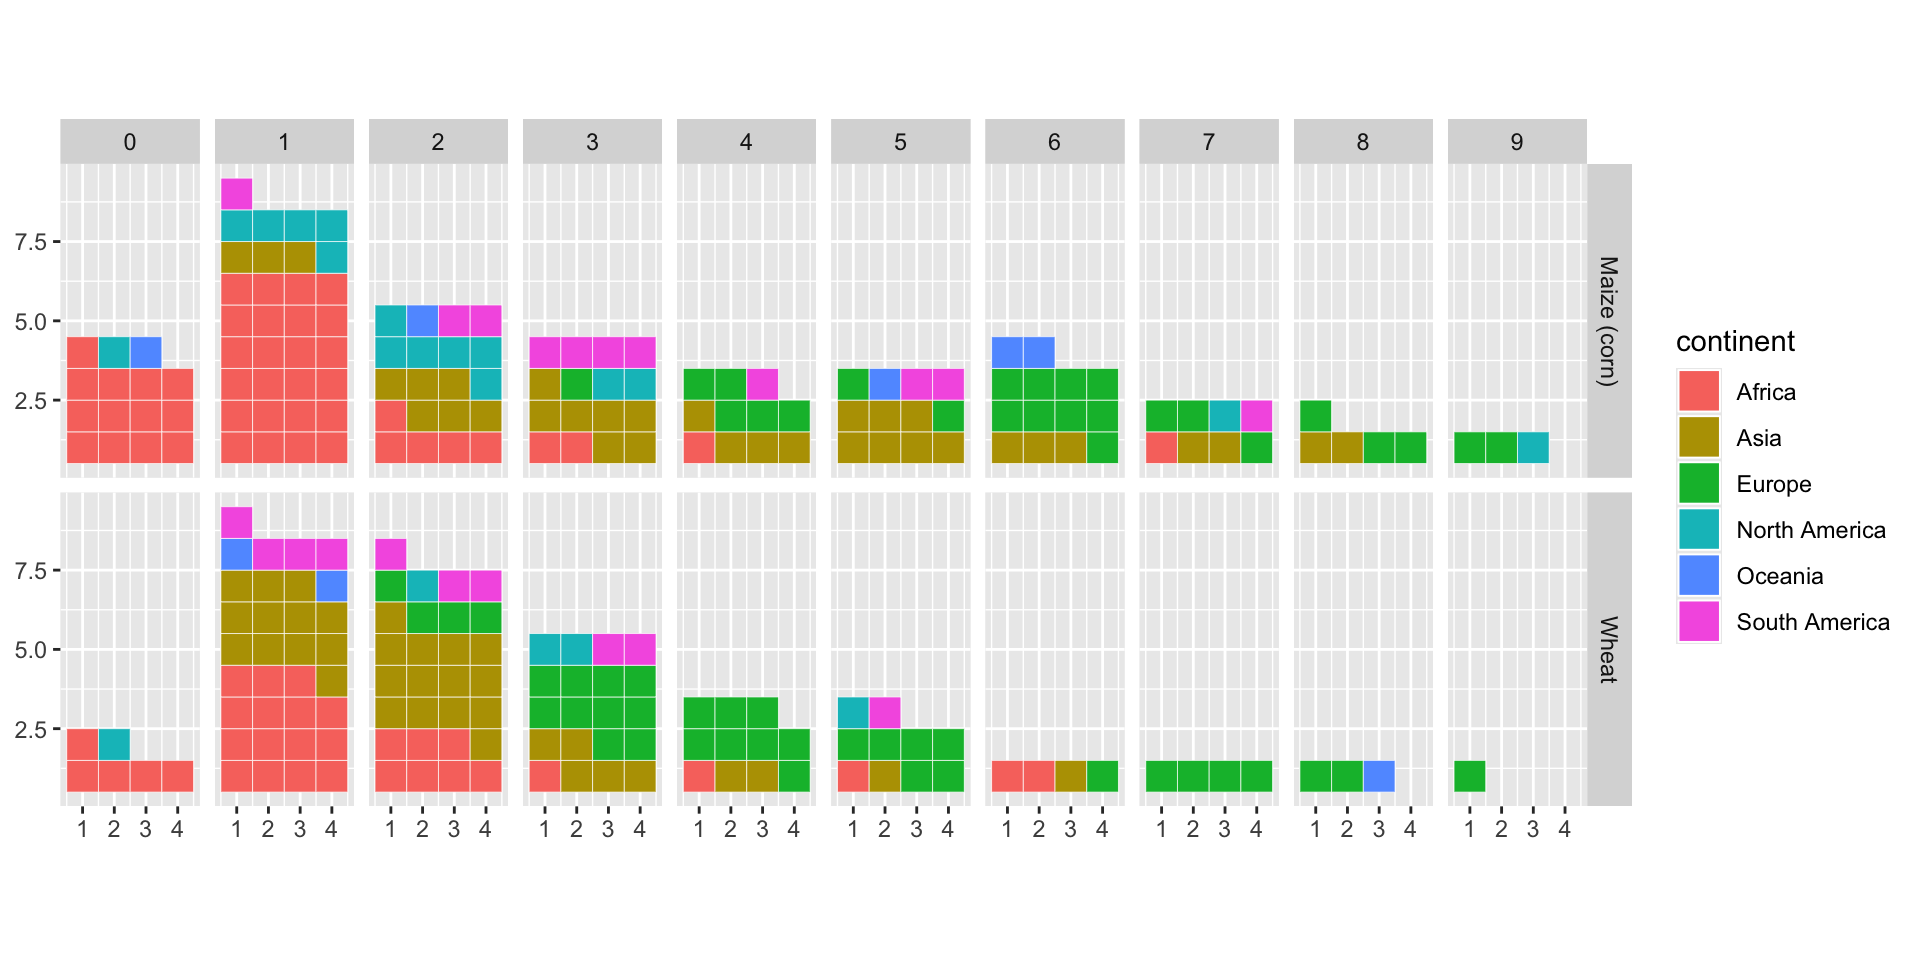 0 1 2 3 4 5 6 7 8 9
7.5
5.0
2.5
Maize (corn)
7.5
5.0
2.5
Wheat
1 2 3 4 1 2 3 4 1 2 3 4 1 2 3 4 1 2 3 4 1 2 3 4 1 2 3 4 1 2 3 4 1 2 3 4 1 2 3 4
continent
Africa
Asia
Europe
North America
Oceania
South America